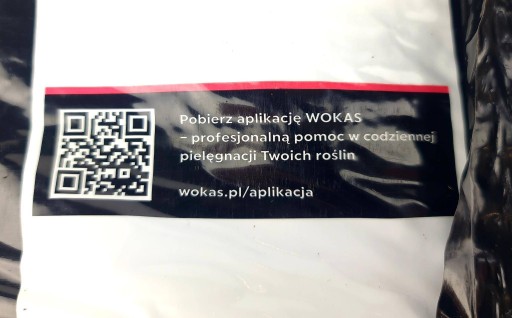 Pobierz aplikację WOKAS
– profesjonalną pomoc w codziennej
pielęgnacji Twoich roślin
wokas.pl/aplikacja